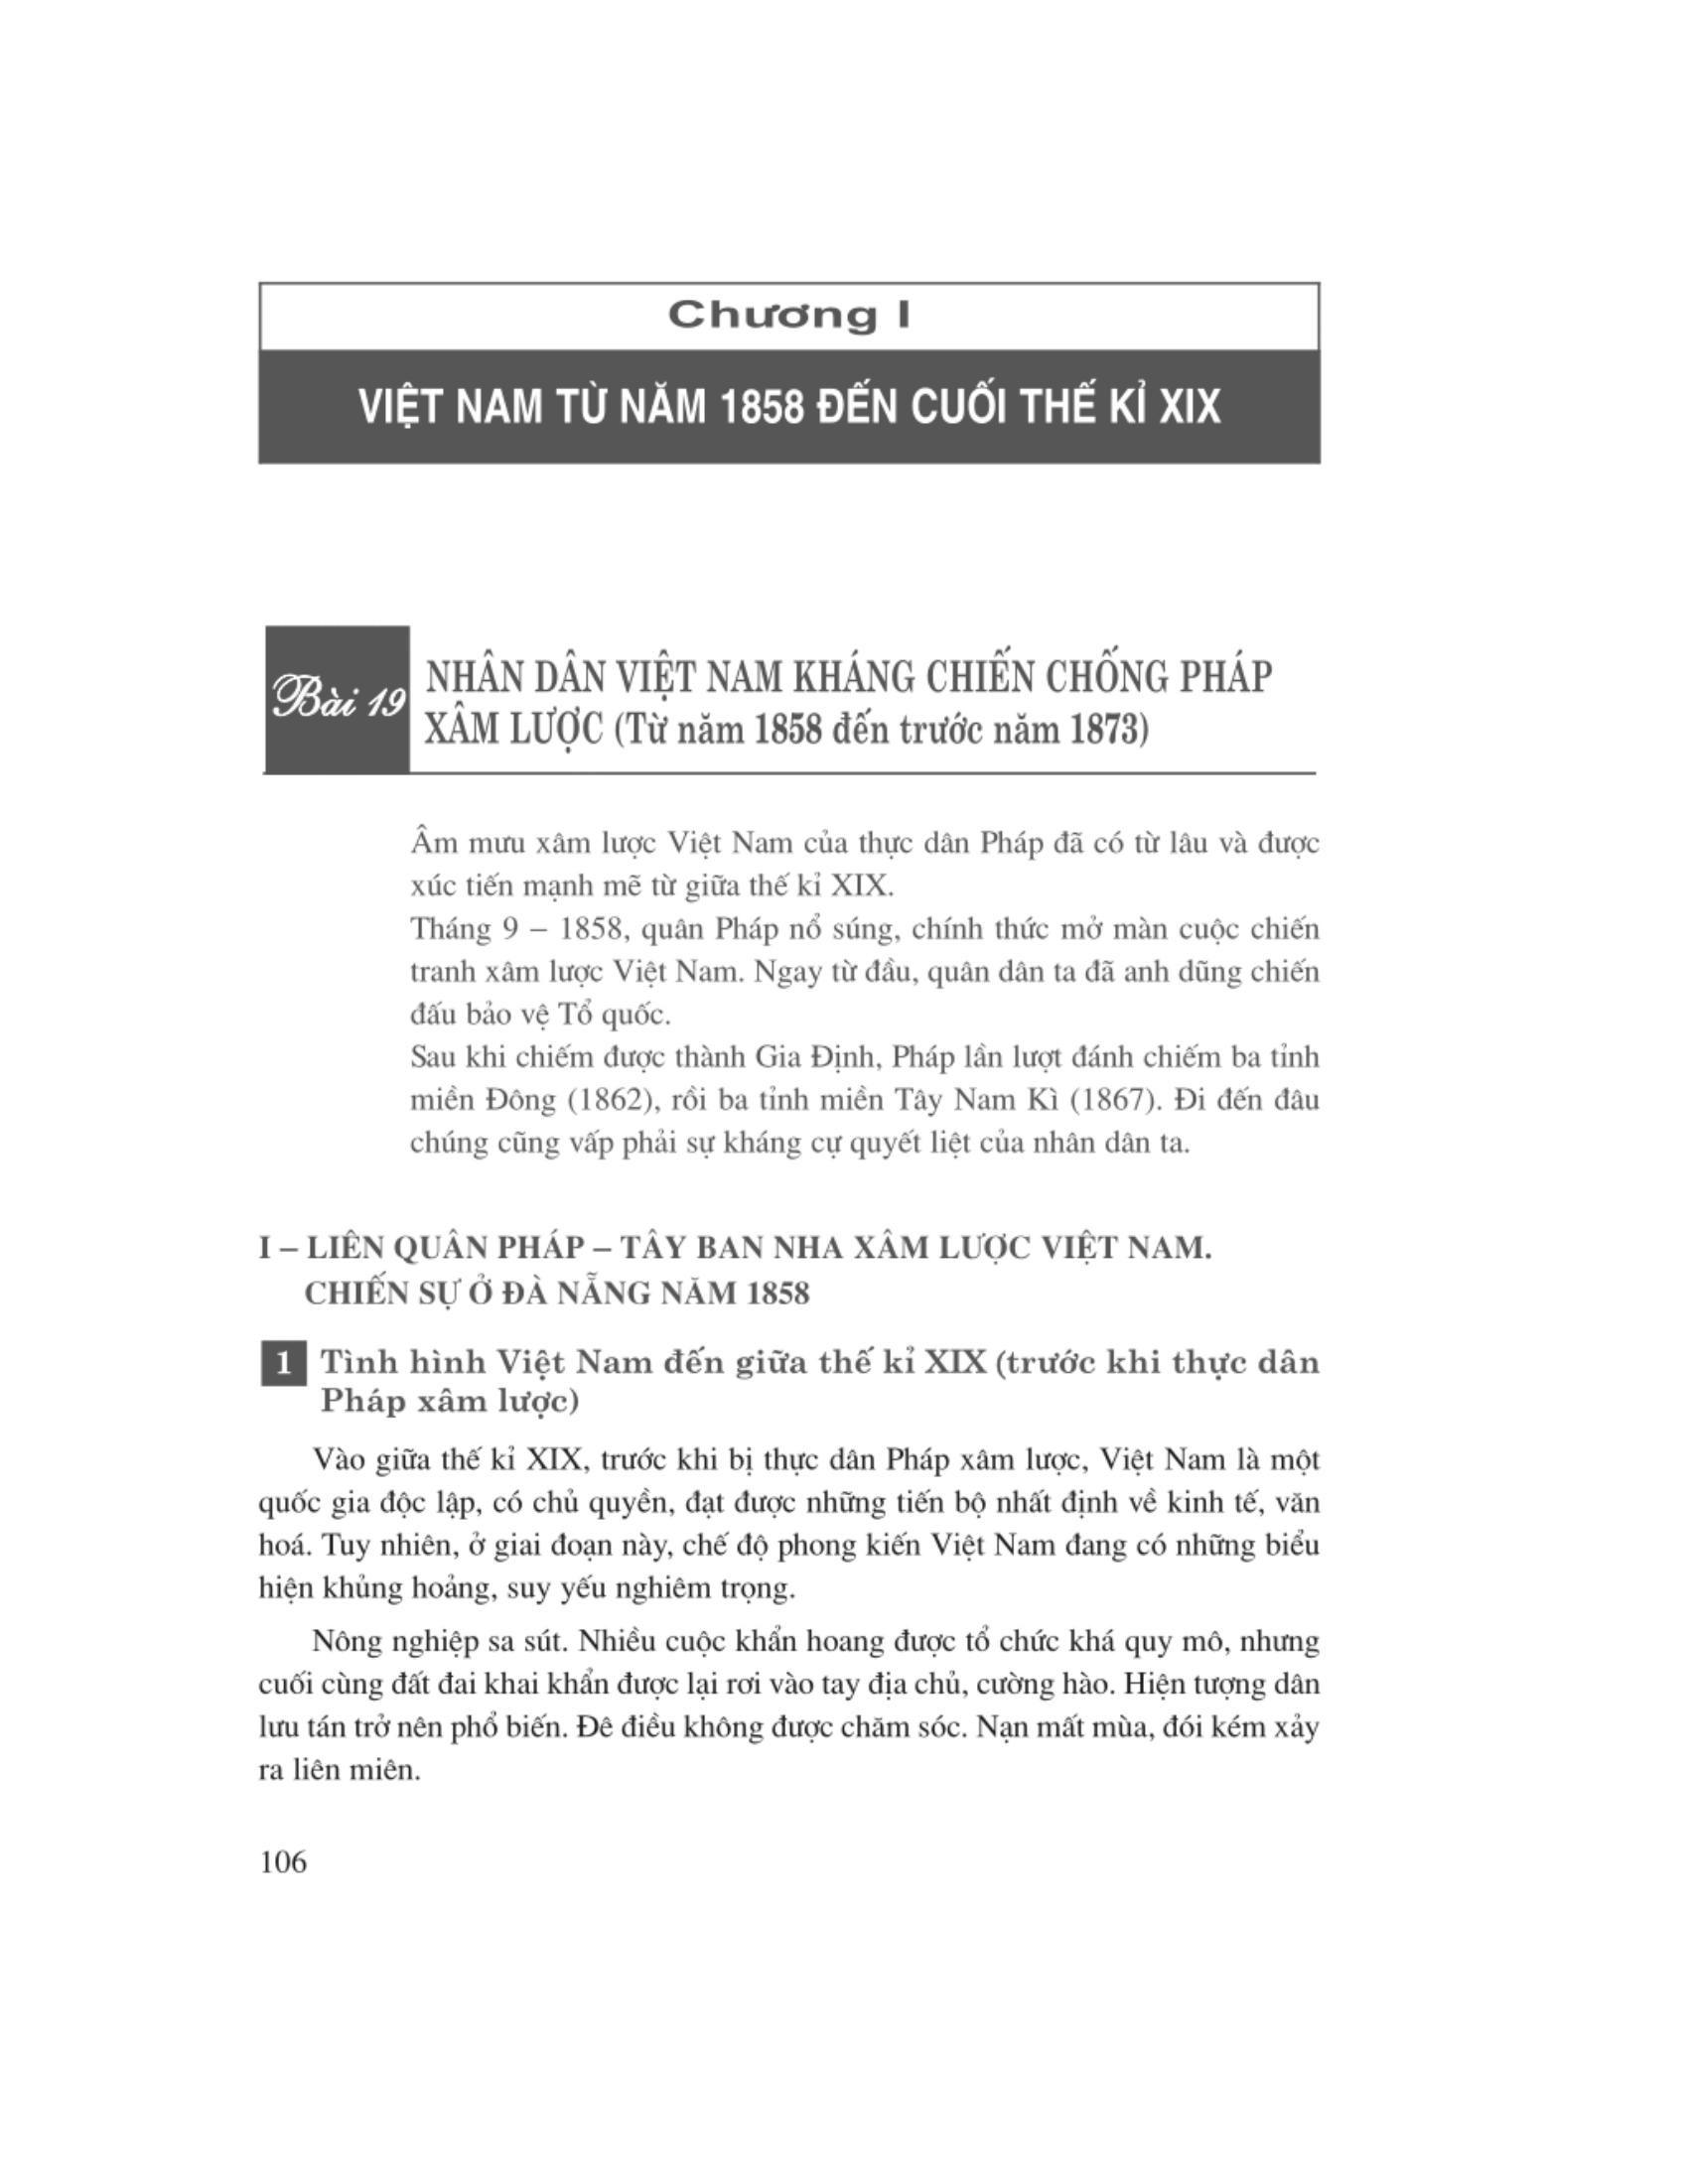 Chương I
VIỆT NAM TỪ NĂM 1858 ĐẾN CUỐI THẾ KỈ XIX
Bài 19
NHÂN DÂN VIỆT NAM KHÁNG CHIẾN CHỐNG PHÁP
XÂM LƯỢC (Từ năm 1858 đến trước năm 1873)
Âm mưu xâm lược Việt Nam của thực dân Pháp đã có từ lâu và được
xúc tiến mạnh mẽ từ giữa thế kỉ XIX.
Tháng 9 – 1858, quân Pháp nổ súng, chính thức mở màn cuộc chiến
tranh xâm lược Việt Nam. Ngay từ đầu, quân dân ta đã anh dũng chiến
đấu bảo vệ Tổ quốc.
Sau khi chiếm được thành Gia Định, Pháp lần lượt đánh chiếm ba tỉnh
miền Đông (1862), rồi ba tỉnh miền Tây Nam Kì (1867). Đi đến đâu
chúng cũng vấp phải sự kháng cự quyết liệt của nhân dân ta.
I – LIÊN QUÂN PHÁP – TÂY BAN NHA XÂM LƯỢC VIỆT NAM.
CHIẾN SỰ Ở ĐÀ NẴNG NĂM 1858
1 Tình hình Việt Nam đến giữa thế kỉ XIX (trước khi thực dân
Pháp xâm lược)
Vào giữa thế kỉ XIX, trước khi bị thực dân Pháp xâm lược, Việt Nam là một
quốc gia độc lập, có chủ quyền, đạt được những tiến bộ nhất định về kinh tế, văn
hoá. Tuy nhiên, ở giai đoạn này, chế độ phong kiến Việt Nam đang có những biểu
hiện khủng hoảng, suy yếu nghiêm trọng.
Nông nghiệp sa sút. Nhiều cuộc khẩn hoang được tổ chức khá quy mô, nhưng
cuối cùng đất đai khai khẩn được lại rơi vào tay địa chủ, cường hào. Hiện tượng dân
lưu tán trở nên phổ biến. Đê điều không được chăm sóc. Nạn mất mùa, đói kém xảy
ra liên miên.
106